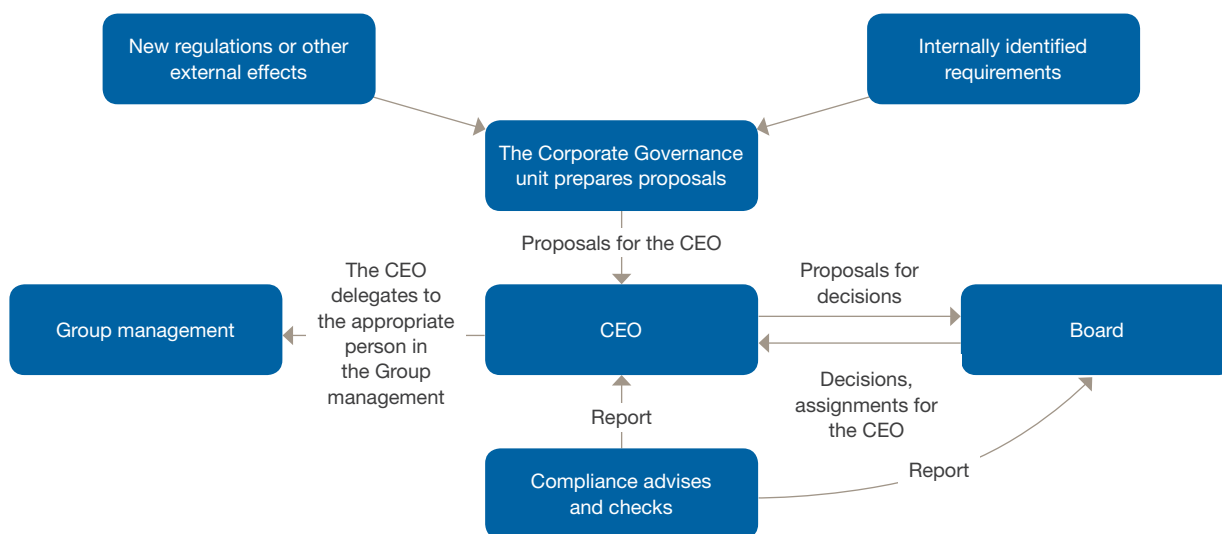 New regulations or other
external effects
Internally identified
requirements
The Corporate Governance
unit prepares proposals
Proposals for the CEO
The CEO
delegates to
the appropriate
person in
the Group
management
Proposals for
decisions
Group management
CEO
Board
Decisions,
assignments for
the CEO
Report
Report
Compliance advises
and checks